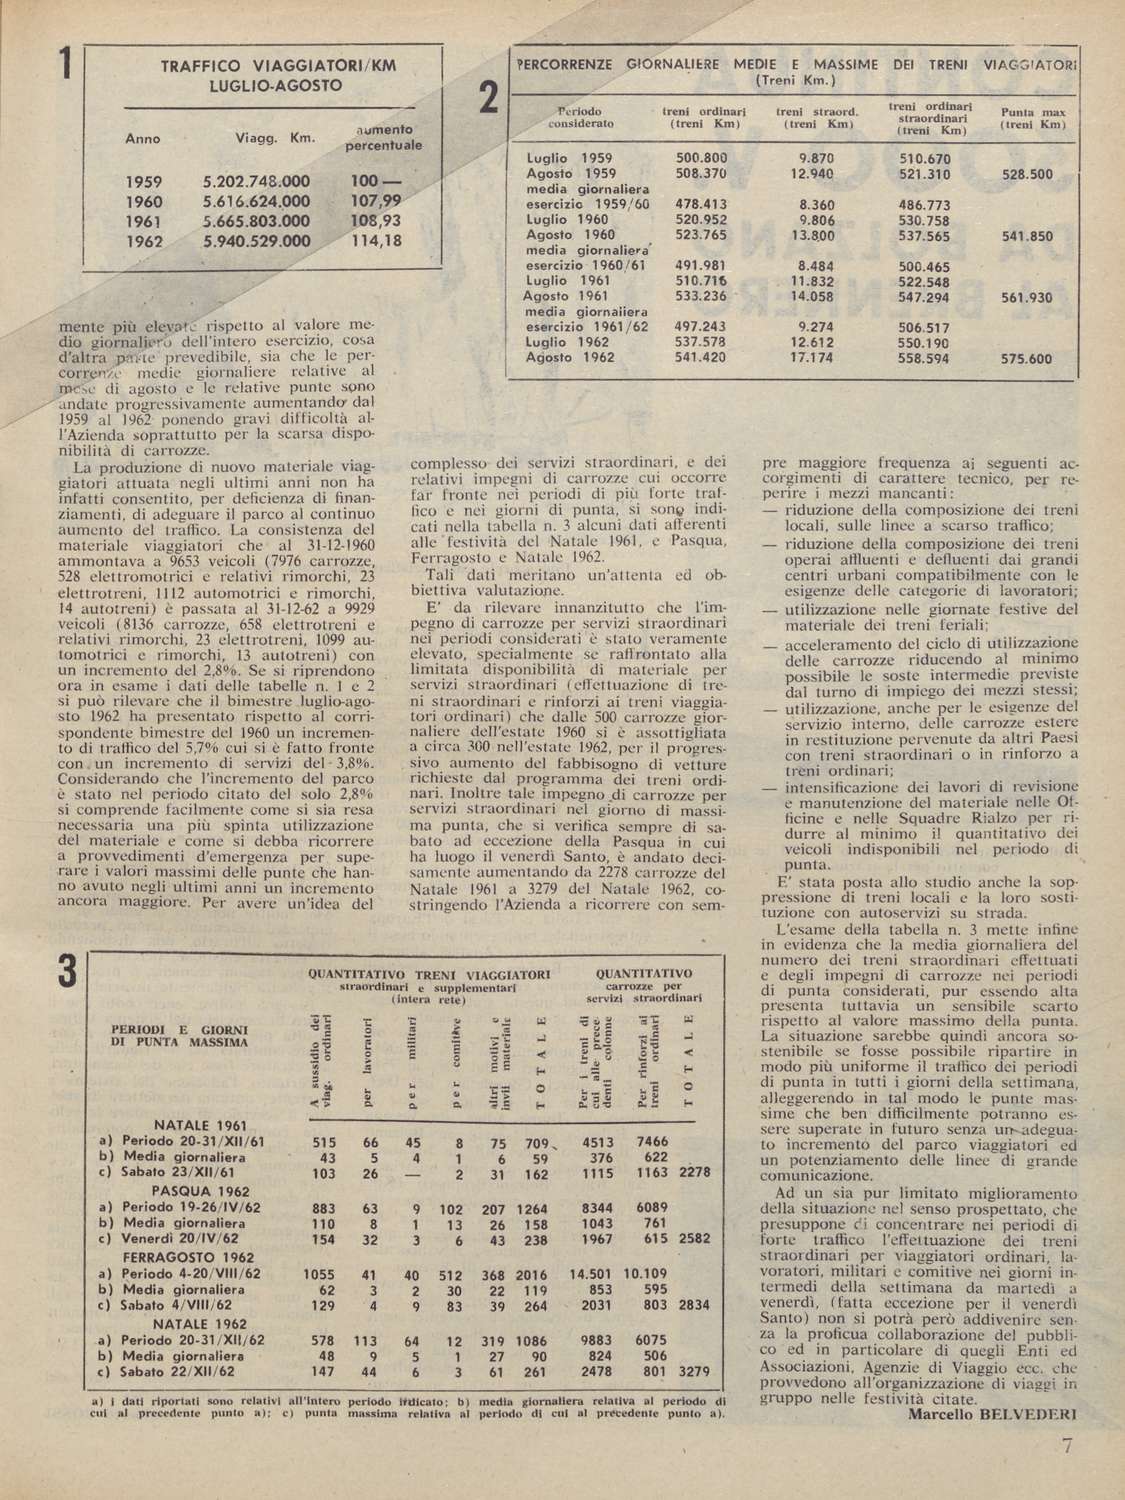 1
TRAFFICO VIAGGIATORI/KM
LUGLIO-AGOSTO
Anno Viagg. Km. aumento percentuale
1959 5.202.748.000 100 —
1960 5.616.624.000 107,99
1961 5.665.803.000 108,93
1962 5.940.529.000 114,18
2
PERCORRENZE GIORNALIERE MEDIE E MASSIME DEI TRENI VIAGGIATORI
(Treni Km.)
Periodo considerato treni ordinari (treni Km) treni straord. (treni Km) treni ordinari straordinari (treni Km) Punta max (treni Km)
Luglio 1959 500.800 9.870 510.670
Agosto 1959 508.370 12.940 521.310 528.500
media giornaliera
esercizio 1959/60 478.413 8.360 486.773
Luglio 1960 520.952 9.806 530.758
Agosto 1960 523.765 13.800 537.565 541.850
media giornaliera
esercizio 1960/61 491.981 8.484 500.465
Luglio 1961 510.716 11.832 522.548
Agosto 1961 533.236 14.058 547.294 561.930
media giornaliera
esercizio 1961/62 497.243 9.274 506.517
Luglio 1962 537.578 12.612 550.190
Agosto 1962 541.420 17.174 558.594 575.600
mente più elevate rispetto al valore me-
dio giornaliero dell'intero esercizio, cosa
d'altra parte prevedibile, sia che le per-
correnze medie giornaliere relative al
mese di agosto e le relative punte sono
andate progressivamente aumentando dal
1959 al 1962 ponendo gravi difficoltà al-
l'Azienda soprattutto per la scarsa dispo-
nibilità di carrozze.
La produzione di nuovo materiale viag-
giatori attuata negli ultimi anni non ha
infatti consentito, per deficienza di finan-
ziamenti, di adeguare il parco al continuo
aumento del traffico. La consistenza del
materiale viaggiatori che al 31-12-1960
ammontava a 9653 veicoli (7976 carrozze,
528 elettromotrici e relativi rimorchi, 23
elettrotreni, 1112 automotrici e rimorchi,
14 autotreni) è passata al 31-12-62 a 9929
veicoli (8136 carrozze, 658 elettrotreni e
relativi rimorchi, 23 elettrotreni, 1099 au-
tomotrici e rimorchi, 13 autotreni) con
un incremento del 2,8%. Se si riprendono
ora in esame i dati delle tabelle n. 1 e 2
si può rilevare che il bimestre luglio-ago-
sto 1962 ha presentato rispetto al corri-
spondente bimestre del 1960 un incremen-
to di traffico del 5,7% cui si è fatto fronte
con un incremento di servizi del 3,8%.
Considerando che l'incremento del parco
è stato nel periodo citato del solo 2,8%
si comprende facilmente come si sia resa
necessaria una più spinta utilizzazione
del materiale e come si debba ricorrere
a provvedimenti d'emergenza per supe-
rare i valori massimi delle punte che han-
no avuto negli ultimi anni un incremento
ancora maggiore. Per avere un'idea del
complesso dei servizi straordinari, e dei
relativi impegni di carrozze cui occorre
far fronte nei periodi di più forte traf-
fico e nei giorni di punta, si sono indi-
cati nella tabella n. 3 alcuni dati afferenti
alle festività del Natale 1961, e Pasqua,
Ferragosto e Natale 1962.
Tali dati meritano un'attenta ed ob-
biettiva valutazione.
E' da rilevare innanzitutto che l'im-
pegno di carrozze per servizi straordinari
nei periodi considerati è stato veramente
elevato, specialmente se raffrontato alla
limitata disponibilità di materiale per
servizi straordinari (effettuazione di tre-
ni straordinari e rinforzi ai treni viaggia-
tori ordinari) che dalle 500 carrozze gior-
naliere dell'estate 1960 si è assottigliata
a circa 300 nell'estate 1962, per il progres-
sivo aumento del fabbisogno di vetture
richieste dal programma dei treni ordi-
nari. Inoltre tale impegno di carrozze per
servizi straordinari nel giorno di massi-
ma punta, che si verifica sempre di sa-
bato ad eccezione della Pasqua in cui
ha luogo il venerdì Santo, è andato deci-
samente aumentando da 2278 carrozze del
Natale 1961 a 3279 del Natale 1962, co-
stringendo l'Azienda a ricorrere con sem-
pre maggiore frequenza ai seguenti ac-
corgimenti di carattere tecnico, per re-
perire i mezzi mancanti:
— riduzione della composizione dei treni
locali, sulle linee a scarso traffico;
— riduzione della composizione dei treni
operai affluenti e defluenti dai grandi
centri urbani compatibilmente con le
esigenze delle categorie di lavoratori;
— utilizzazione nelle giornate festive del
materiale dei treni feriali;
— acceleramento del ciclo di utilizzazione
delle carrozze riducendo al minimo
possibile le soste intermedie previste
dal turno di impiego dei mezzi stessi;
— utilizzazione, anche per le esigenze del
servizio interno, delle carrozze estere
in restituzione pervenute da altri Paesi
con treni straordinari o in rinforzo a
treni ordinari;
— intensificazione dei lavori di revisione
e manutenzione del materiale nelle Of-
ficine e nelle Squadre Rialzo per ri-
durre al minimo il quantitativo dei
veicoli indisponibili nel periodo di
punta.
E' stata posta allo studio anche la sop-
pressione di treni locali e la loro sosti-
tuzione con autoservizi su strada.
L'esame della tabella n. 3 mette infine
in evidenza che la media giornaliera del
numero dei treni straordinari effettuati
e degli impegni di carrozze nei periodi
di punta considerati, pur essendo alta
presenta tuttavia un sensibile scarto
rispetto al valore massimo della punta.
La situazione sarebbe quindi ancora so-
stenibile se fosse possibile ripartire in
modo più uniforme il traffico dei periodi
di punta in tutti i giorni della settimana,
alleggerendo in tal modo le punte mas-
sime che ben difficilmente potranno es-
sere superate in futuro senza un adegua-
to incremento del parco viaggiatori ed
un potenziamento delle linee di grande
comunicazione.
Ad un sia pur limitato miglioramento
della situazione nel senso prospettato, che
presuppone di concentrare nei periodi di
forte traffico l'effettuazione dei treni
straordinari per viaggiatori ordinari, la-
voratori, militari e comitive nei giorni in-
termedi della settimana da martedì a
venerdì, (fatta eccezione per il venerdì
Santo) non si potrà però addivenire sen-
za la proficua collaborazione del pubbli-
co ed in particolare di quegli Enti ed
Associazioni, Agenzie di Viaggio ecc. che
provvedono all'organizzazione di viaggi in
gruppo nelle festività citate.
Marcello BELVEDERI
3
PERIODI E GIORNI
DI PUNTA MASSIMA
QUANTITATIVO TRENI VIAGGIATORI
straordinari e supplementari
(intera rete)
QUANTITATIVO
carrozze per
servizi straordinari
A sussidio dei viag. ordinari
per lavoratori
per militari
per comitive
altri motivi e invii materiale
TOTALE
Per i treni di cui alle prece-denti colonne
Per rinforzi ai treni ordinari
TOTALE
NATALE 1961
a) Periodo 20-31/XII/61 515 66 45 8 75 709 4513 7466
b) Media giornaliera 43 5 4 1 6 59 376 622
c) Sabato 23/XII/61 103 26 — 2 31 162 1115 1163 2278
PASQUA 1962
a) Periodo 19-26/IV/62 883 63 9 102 207 1264 8344 6089
b) Media giornaliera 110 8 1 13 26 158 1043 761
c) Venerdì 20/IV/62 154 32 3 6 43 238 1967 615 2582
FERRAGOSTO 1962
a) Periodo 4-20/VIII/62 1055 41 40 512 368 2016 14.501 10.109
b) Media giornaliera 62 3 2 30 22 119 853 595
c) Sabato 4/VIII/62 129 4 9 83 39 264 2031 803 2834
NATALE 1962
a) Periodo 20-31/XII/62 578 113 64 12 319 1086 9883 6075
b) Media giornaliera 48 9 5 1 27 90 824 506
c) Sabato 22/XII/62 147 44 6 3 61 261 2478 801 3279
a) i dati riportati sono relativi all'intero periodo indicato; b) media giornaliera relativa al periodo di
cui al precedente punto a); c) punta massima relativa al periodo di cui al precedente punto a).
7